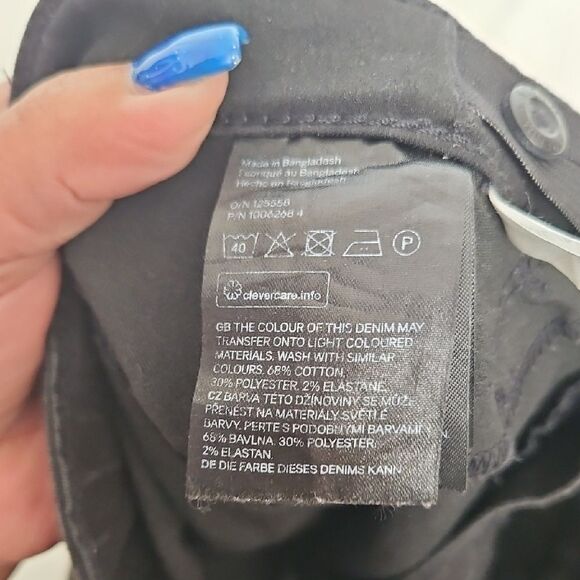 Made in Bangladesh
Fabriqué au Bangladesh
Hecho en Bangladesh
O/N 125558
P/N 1006268 4
40
P
clevercare.info
GB THE COLOUR OF THIS DENIM MAY
TRANSFER ONTO LIGHT COLOURED
MATERIALS. WASH WITH SIMILAR
COLOURS. 68% COTTON.
30% POLYESTER. 2% ELASTANE.
CZ BARVA TÉTO DŽÍNOVINY SE MŮŽE
PŘENÉST NA MATERIÁLY SVĚTLÉ
BARVY. PERTE S PODOBNÝMI BARVAMI.
68% BAVLNA. 30% POLYESTER.
2% ELASTAN.
DE DIE FARBE DIESES DENIMS KANN